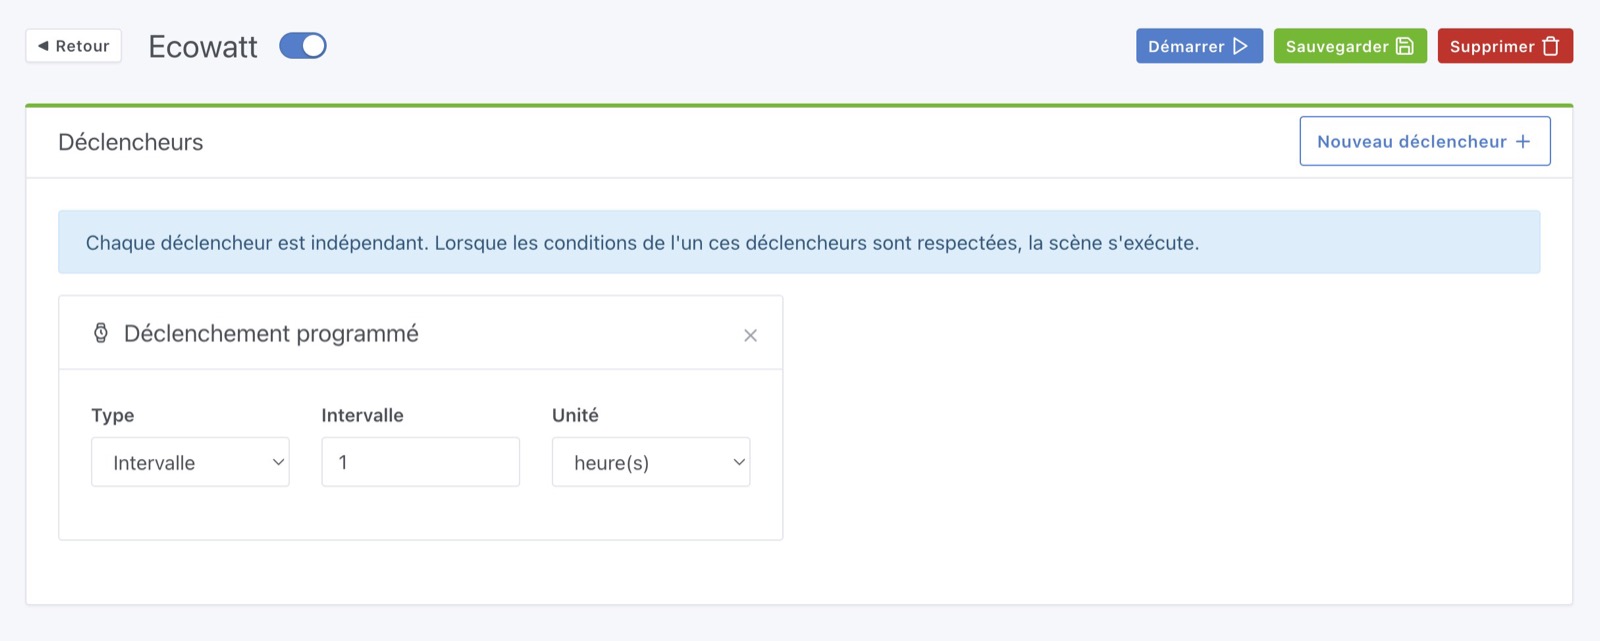 ◄ Retour
Ecowatt
Démarrer
Sauvegarder
Supprimer
Déclencheurs
Nouveau déclencheur +
Chaque déclencheur est indépendant. Lorsque les conditions de l'un ces déclencheurs sont respectées, la scène s'exécute.
Déclenchement programmé
Type Intervalle Unité
Intervalle 1 heure(s)